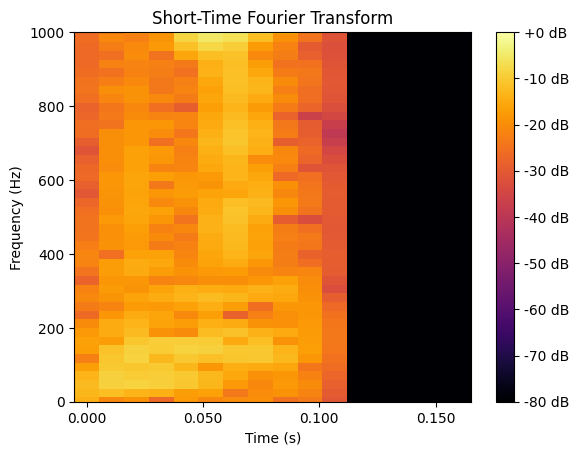 Short-Time Fourier Transform
1000
800
600
400
200
0
Frequency (Hz)
0.000
0.050
0.100
0.150
Time (s)
+0 dB
-10 dB
-20 dB
-30 dB
-40 dB
-50 dB
-60 dB
-70 dB
-80 dB